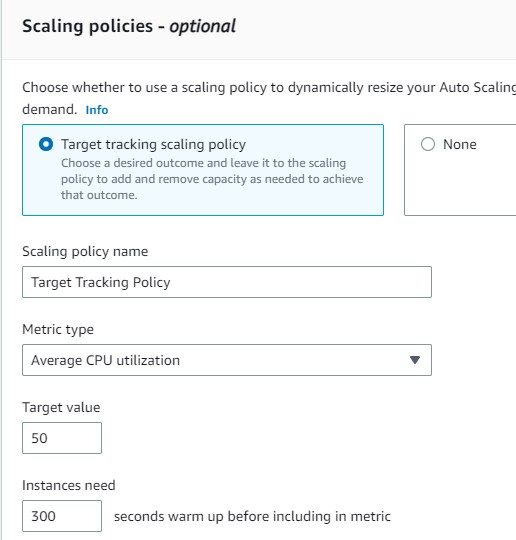 Scaling policies - optional
Choose whether to use a scaling policy to dynamically resize your Auto Scaling
demand. Info
Target tracking scaling policy
Choose a desired outcome and leave it to the scaling
policy to add and remove capacity as needed to achieve
that outcome.
None
Scaling policy name
Target Tracking Policy
Metric type
Average CPU utilization
Target value
50
Instances need
300 seconds warm up before including in metric